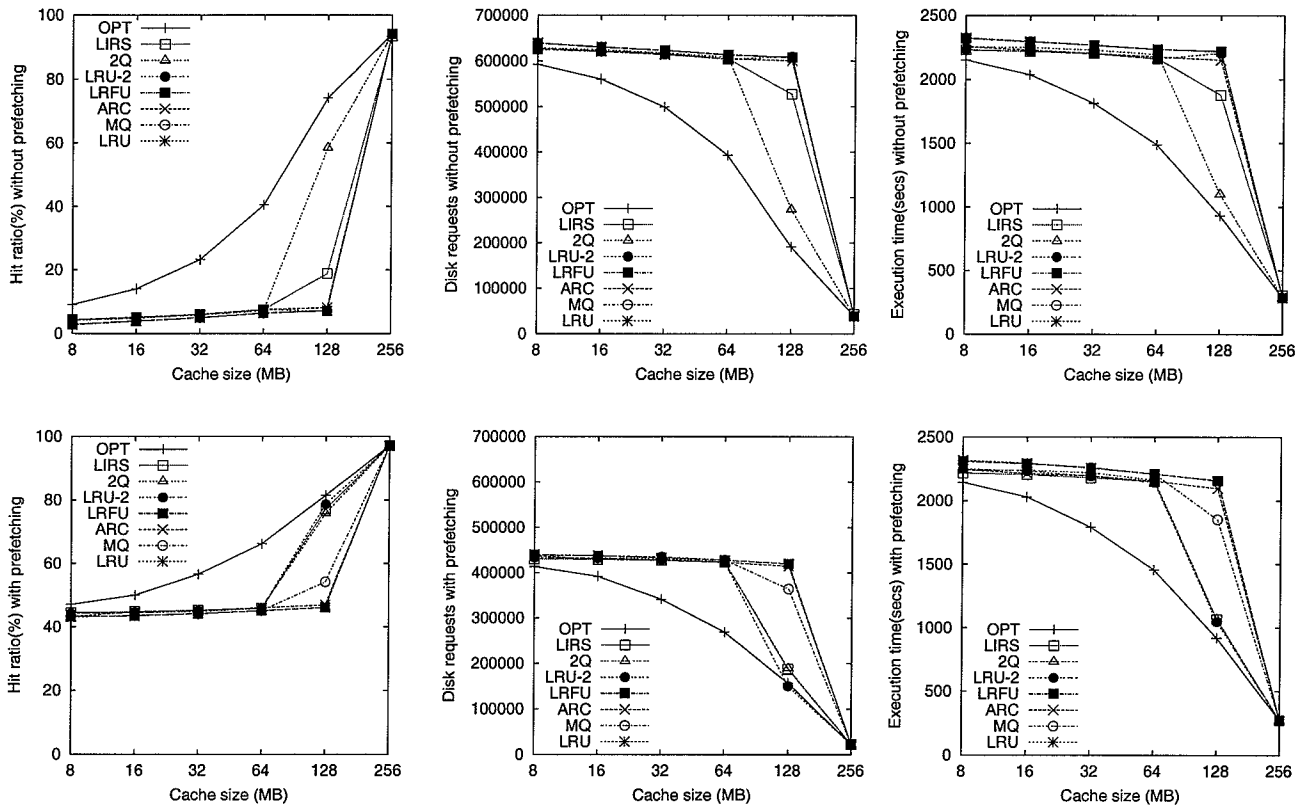 Hit ratio(%) without prefetching
100
80
60
40
20
0
OPT
LIRS
2Q
LRU-2
LRFU
ARC
MQ
LRU
8 16 32 64 128 256
Cache size (MB)
Disk requests without prefetching
700000
600000
500000
400000
300000
200000
100000
0
OPT
LIRS
2Q
LRU-2
LRFU
ARC
MQ
LRU
8 16 32 64 128 256
Cache size (MB)
Execution time(secs) without prefetching
2500
2000
1500
1000
500
0
OPT
LIRS
2Q
LRU-2
LRFU
ARC
MQ
LRU
8 16 32 64 128 256
Cache size (MB)
Hit ratio(%) with prefetching
100
80
60
40
20
0
OPT
LIRS
2Q
LRU-2
LRFU
ARC
MQ
LRU
8 16 32 64 128 256
Cache size (MB)
Disk requests with prefetching
700000
600000
500000
400000
300000
200000
100000
0
OPT
LIRS
2Q
LRU-2
LRFU
ARC
MQ
LRU
8 16 32 64 128 256
Cache size (MB)
Execution time(secs) with prefetching
2500
2000
1500
1000
500
0
OPT
LIRS
2Q
LRU-2
LRFU
ARC
MQ
LRU
8 16 32 64 128 256
Cache size (MB)